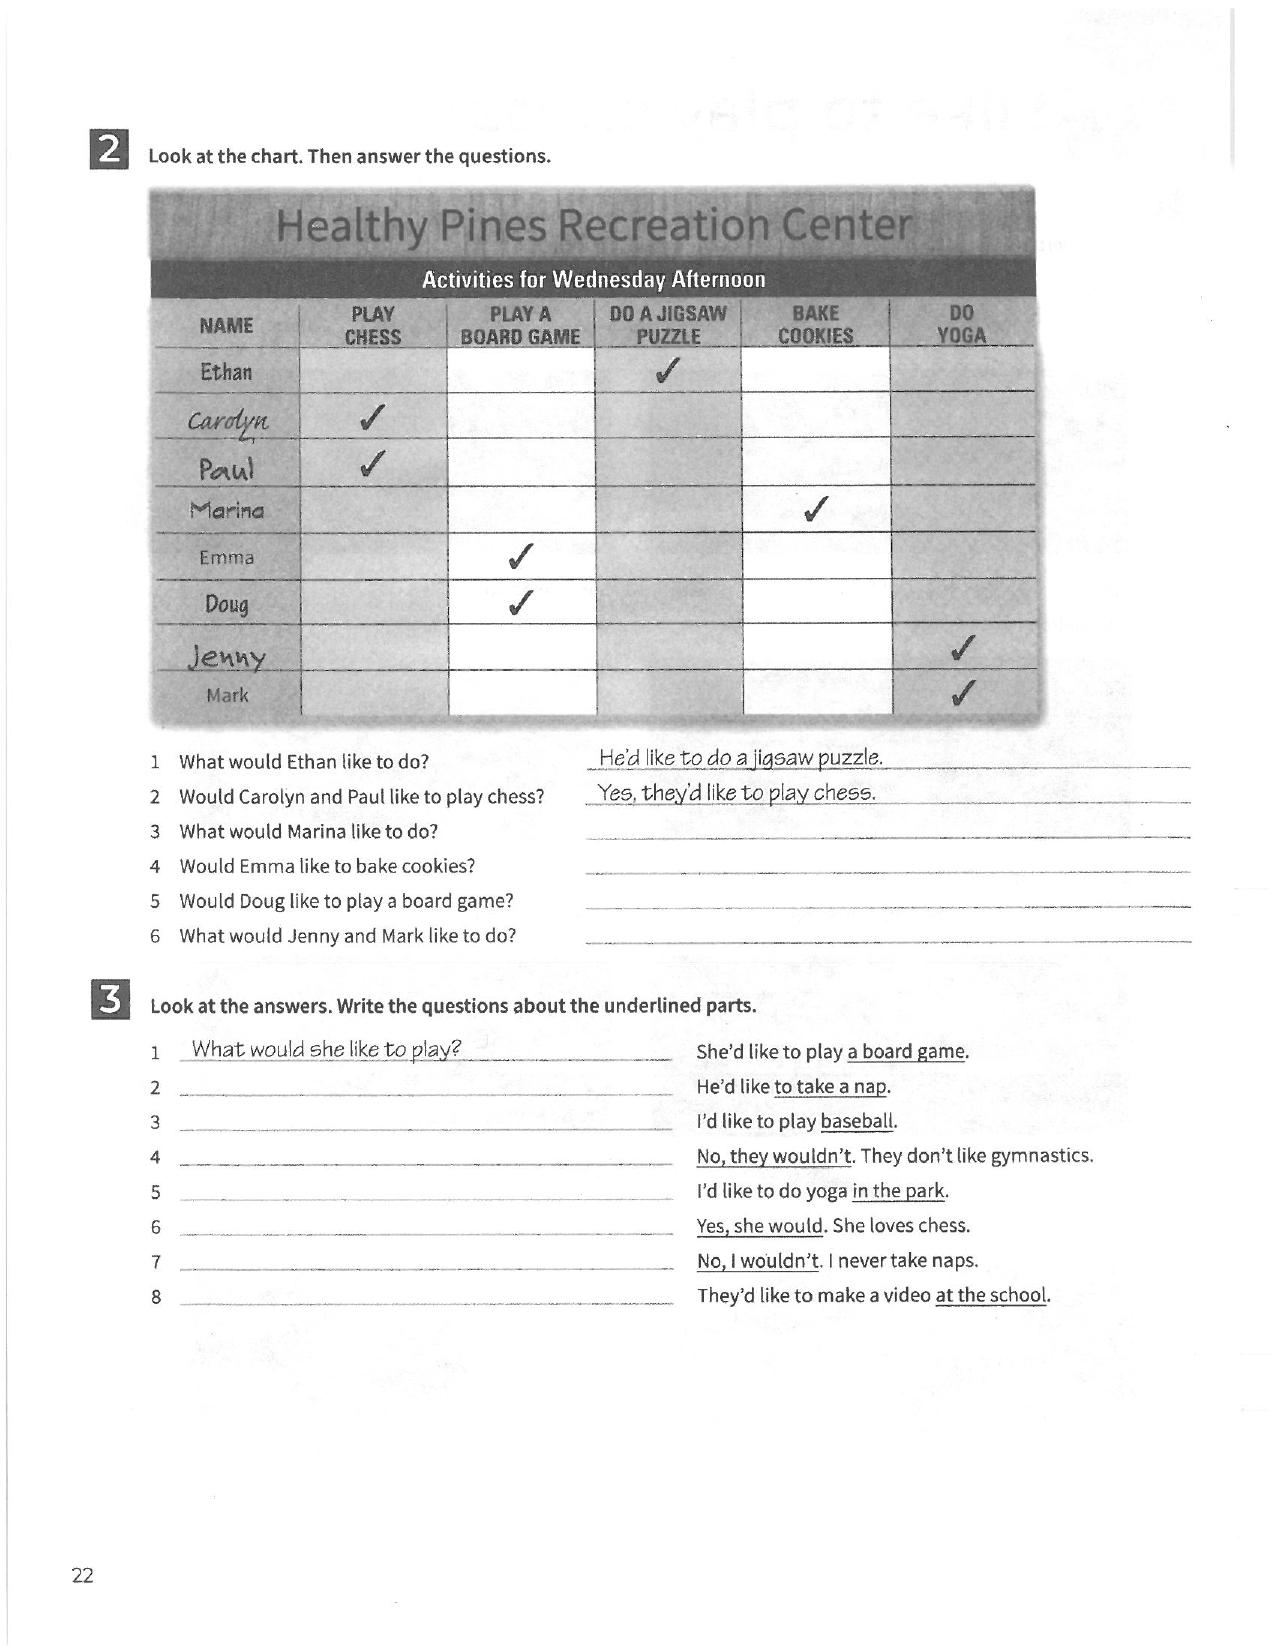 2 Look at the chart. Then answer the questions.
Healthy Pines Recreation Center
Activities for Wednesday Afternoon
NAME PLAY CHESS PLAY A BOARD GAME DO A JIGSAW PUZZLE BAKE COOKIES DO YOGA
Ethan ✓
Carolyn ✓
Paul ✓
Marina ✓
Emma ✓
Doug ✓
Jenny ✓
Mark ✓
1 What would Ethan like to do? He'd like to do a jigsaw puzzle.
2 Would Carolyn and Paul like to play chess? Yes, they'd like to play chess.
3 What would Marina like to do?
4 Would Emma like to bake cookies?
5 Would Doug like to play a board game?
6 What would Jenny and Mark like to do?
3 Look at the answers. Write the questions about the underlined parts.
1 What would she like to play? She'd like to play a board game.
2 He'd like to take a nap.
3 I'd like to play baseball.
4 No, they wouldn't. They don't like gymnastics.
5 I'd like to do yoga in the park.
6 Yes, she would. She loves chess.
7 No, I wouldn't. I never take naps.
8 They'd like to make a video at the school.
22